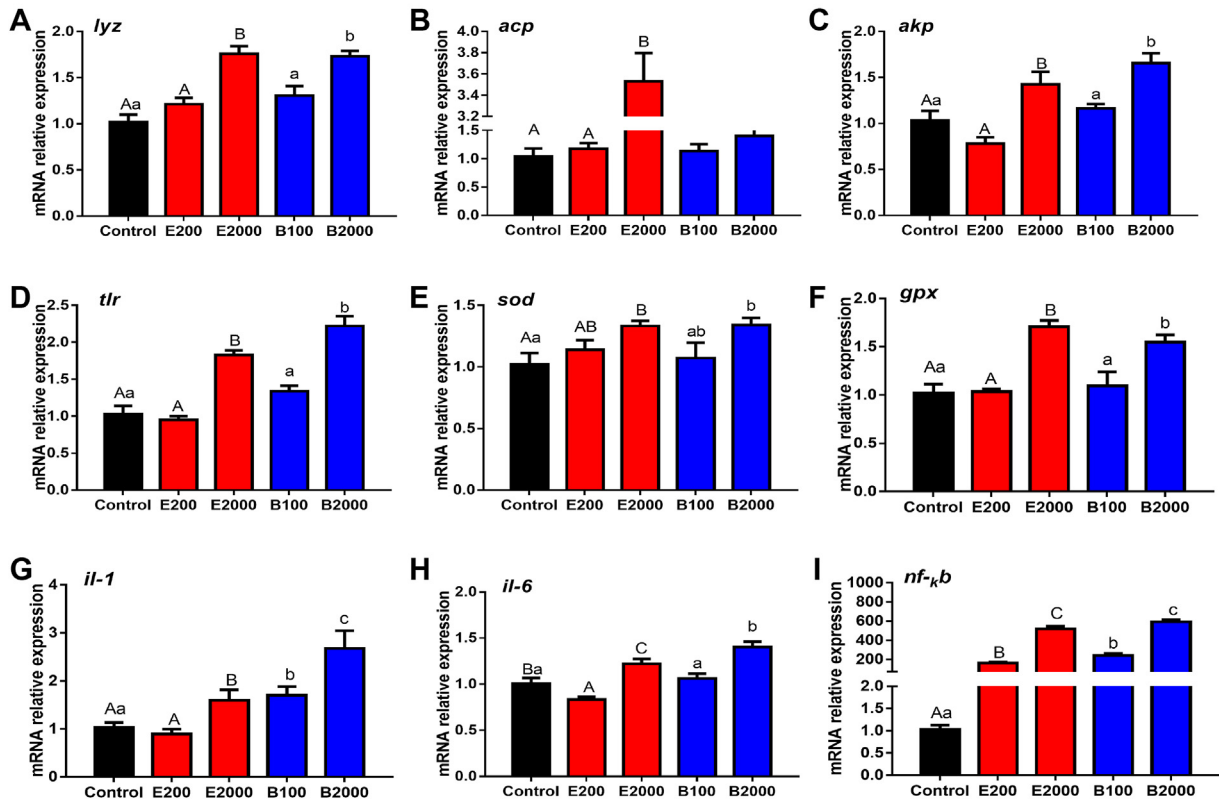 A lyz
mRNA relative expression
2.0
1.5
1.0
0.5
0.0
Aa A B a b
Control E200 E2000 B100 B2000
B acp
mRNA relative expression
4.0
3.6
3.2
1.5
1.0
0.5
0.0
A A B
Control E200 E2000 B100 B2000
C akp
mRNA relative expression
2.0
1.5
1.0
0.5
0.0
Aa A B a b
Control E200 E2000 B100 B2000
D tlr
mRNA relative expression
2.5
2.0
1.5
1.0
0.5
0.0
Aa A B a b
Control E200 E2000 B100 B2000
E sod
mRNA relative expression
1.5
1.0
0.5
0.0
Aa AB B ab b
Control E200 E2000 B100 B2000
F gpx
mRNA relative expression
2.0
1.5
1.0
0.5
0.0
Aa A B a b
Control E200 E2000 B100 B2000
G il-1
mRNA relative expression
4
3
2
1
0
Aa A B b c
Control E200 E2000 B100 B2000
H il-6
mRNA relative expression
2.0
1.5
1.0
0.5
0.0
Ba A C a b
Control E200 E2000 B100 B2000
I nf-kb
mRNA relative expression
1000
800
600
400
200
2.0
1.5
1.0
0.5
0.0
Aa B C b c
Control E200 E2000 B100 B2000